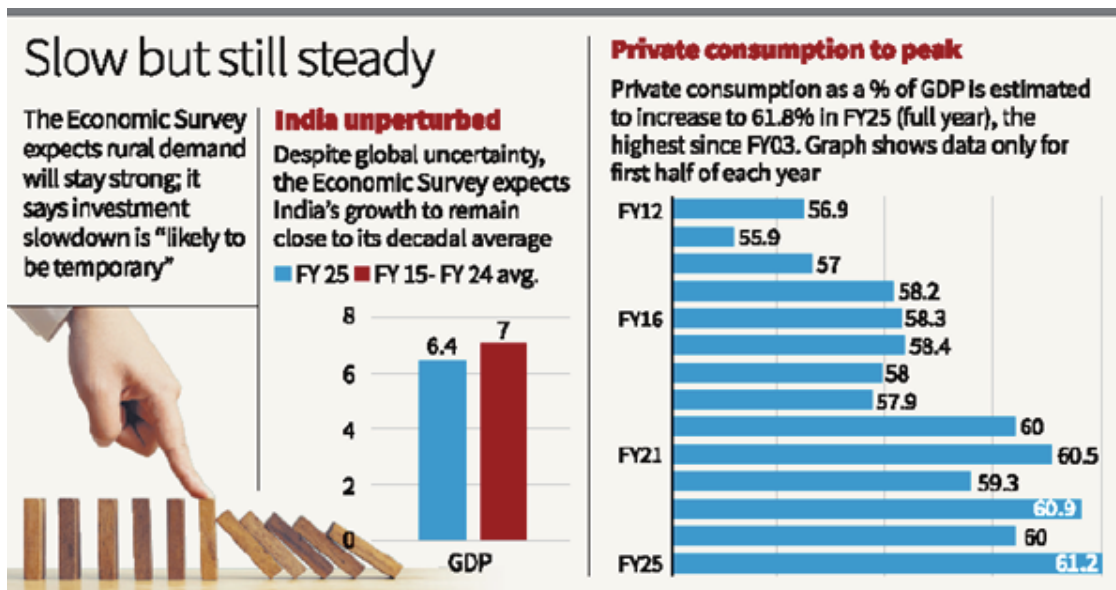 Slow but still steady
The Economic Survey
expects rural demand
will stay strong; it
says investment
slowdown is “likely to
be temporary”
India unperturbed
Despite global uncertainty,
the Economic Survey expects
India’s growth to remain
close to its decadal average
FY 25 FY 15- FY 24 avg.
8
6
4
2
0
6.4
7
GDP
Private consumption to peak
Private consumption as a % of GDP is estimated
to increase to 61.8% in FY25 (full year), the
highest since FY03. Graph shows data only for
first half of each year
FY12 56.9
55.9
57
58.2
FY16 58.3
58.4
58
57.9
60
FY21 60.5
59.3
60.9
60
FY25 61.2